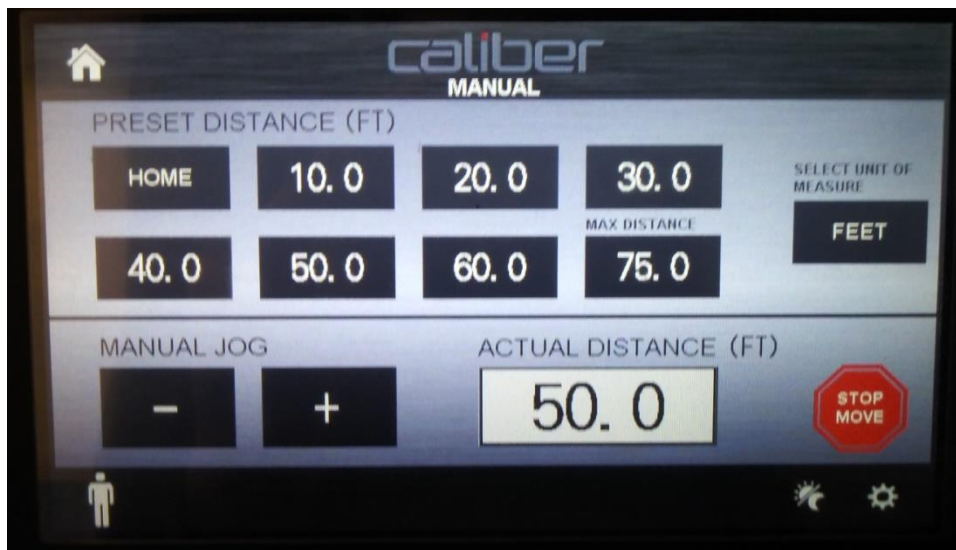 caliber
MANUAL
PRESET DISTANCE (FT)
HOME 10.0 20.0 30.0
SELECT UNIT OF
MEASURE
FEET
MAX DISTANCE
40.0 50.0 60.0 75.0
MANUAL JOG
- +
ACTUAL DISTANCE (FT)
50.0
STOP
MOVE